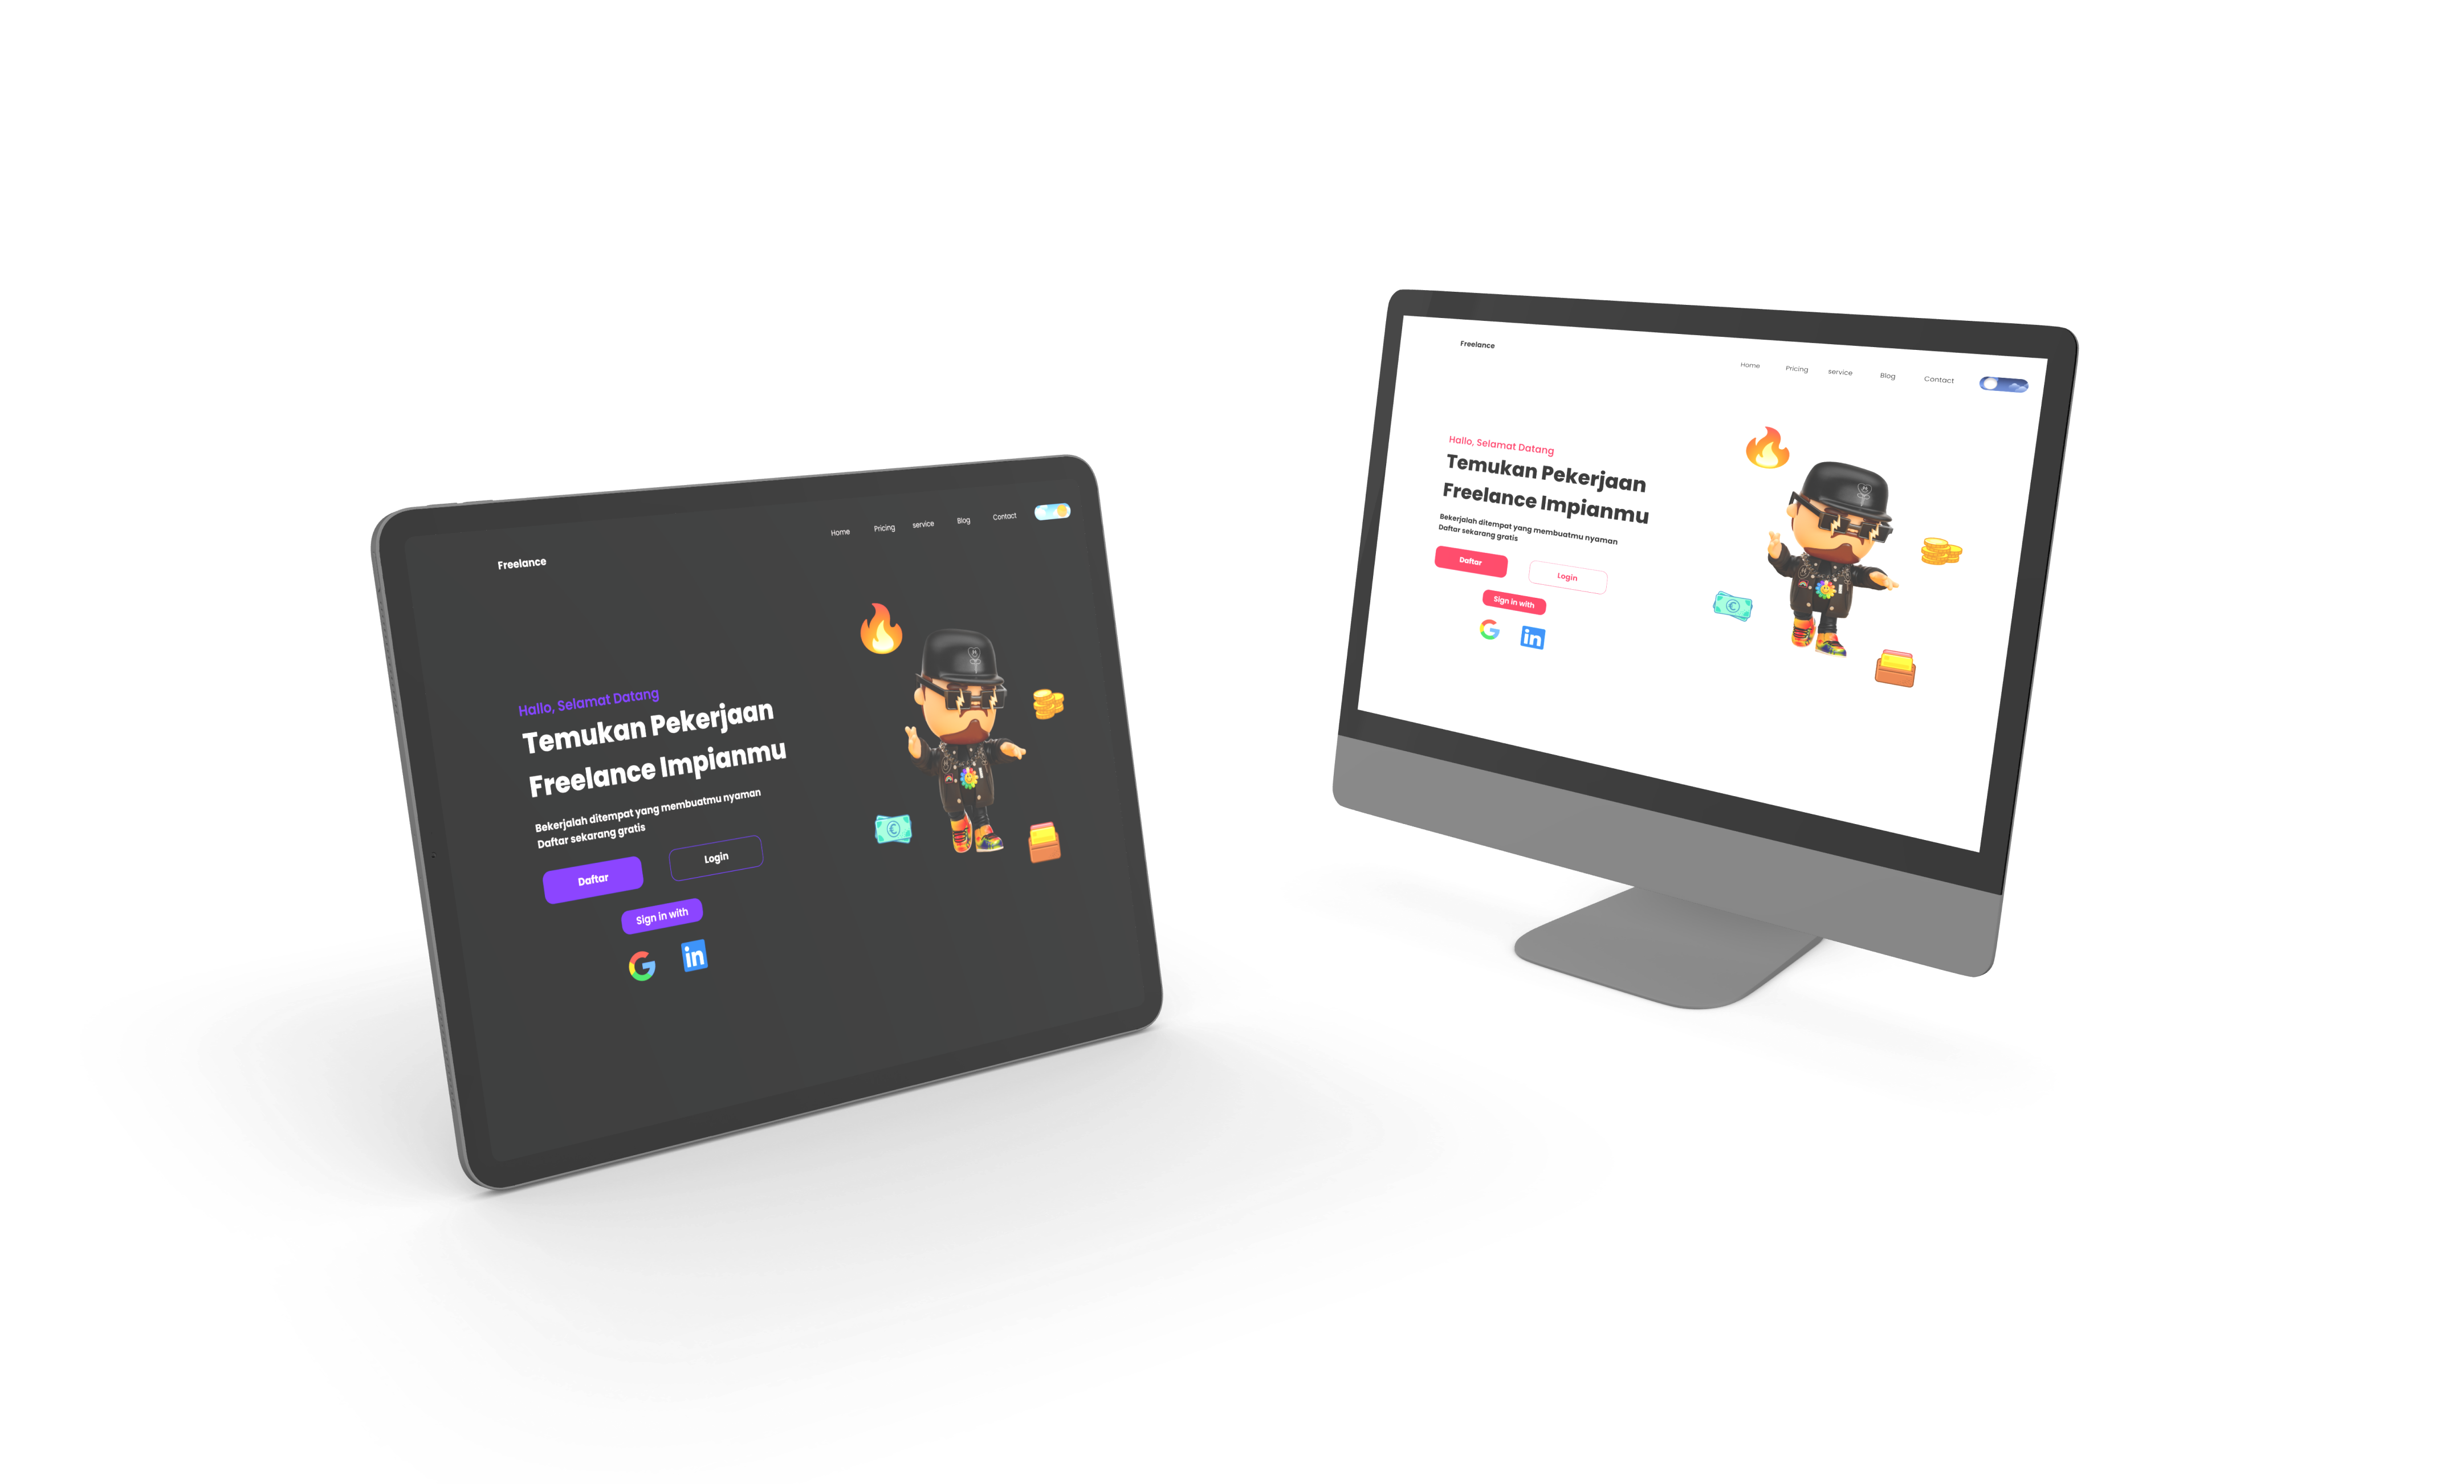 Home Pricing service Blog Contact
Freelance
Hallo, Selamat Datang
Temukan Pekerjaan
Freelance Impianmu
Bekerjalah ditempat yang membuatmu nyaman
Daftar sekarang gratis
Daftar Login
Sign in with
G in
Freelance
Home Pricing service Blog Contact
Hallo, Selamat Datang
Temukan Pekerjaan
Freelance Impianmu
Bekerjalah ditempat yang membuatmu nyaman
Daftar sekarang gratis
Daftar Login
Sign in with
G in